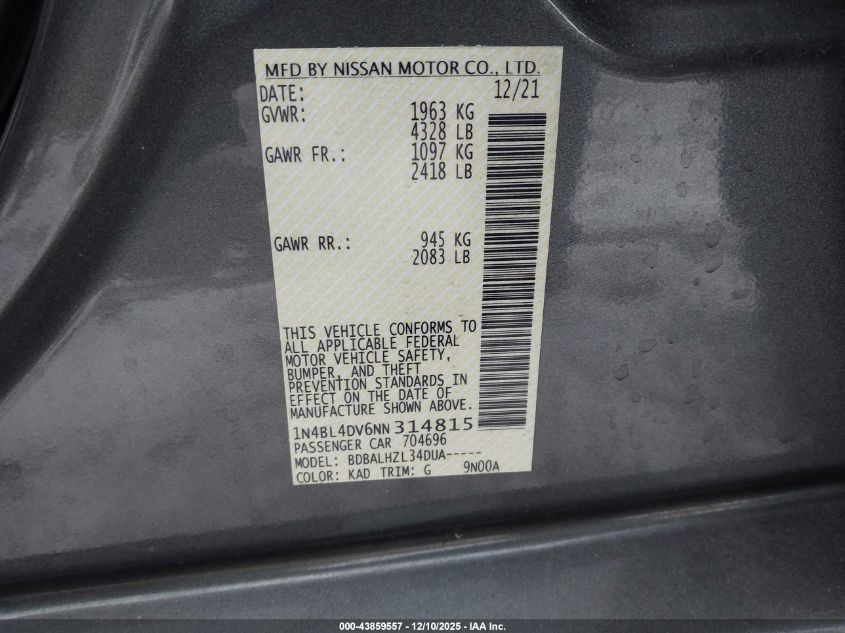 MFD BY NISSAN MOTOR CO., LTD.
DATE: 12/21
GVWR: 1963 KG
4328 LB
GAWR FR.: 1097 KG
2418 LB
GAWR RR.: 945 KG
2083 LB
THIS VEHICLE CONFORMS TO
ALL APPLICABLE FEDERAL
MOTOR VEHICLE SAFETY,
BUMPER, AND THEFT
PREVENTION STANDARDS IN
EFFECT ON THE DATE OF
MANUFACTURE SHOWN ABOVE.
1N4BL4DV6NN314815
PASSENGER CAR 704696
MODEL: BDBALHZL34DUA-----
COLOR: KAD TRIM: G 9N00A
000-43859557 — 12/10/2025 — IAA Inc.